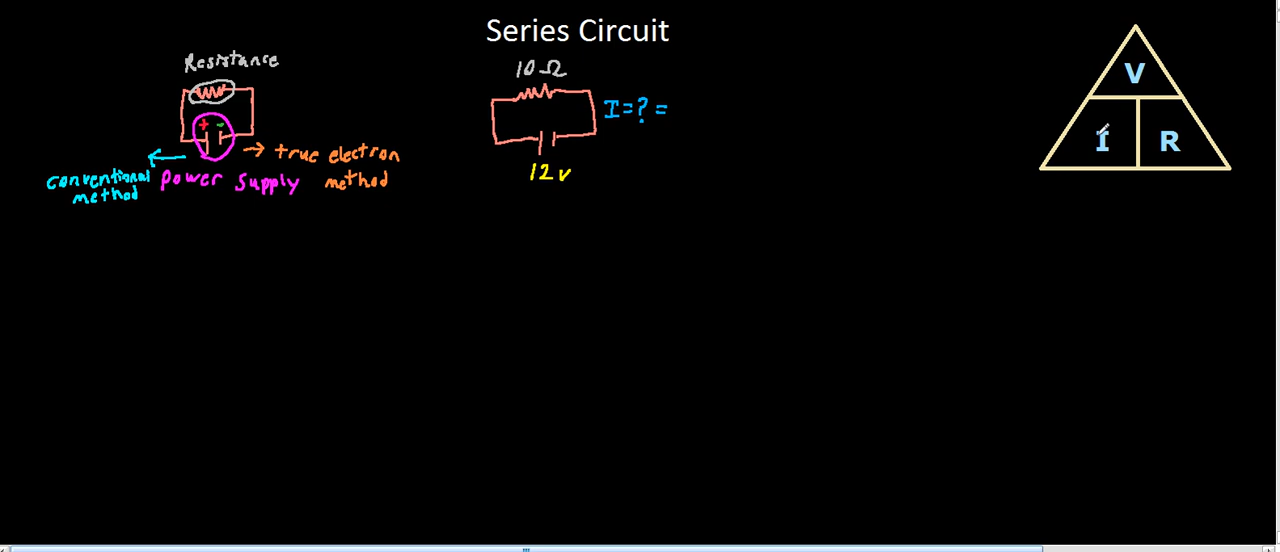 Series Circuit
Resistance
+ -
conventional
method
power supply
true electron
method
10 Ω
I = ? =
12 v
V
I R